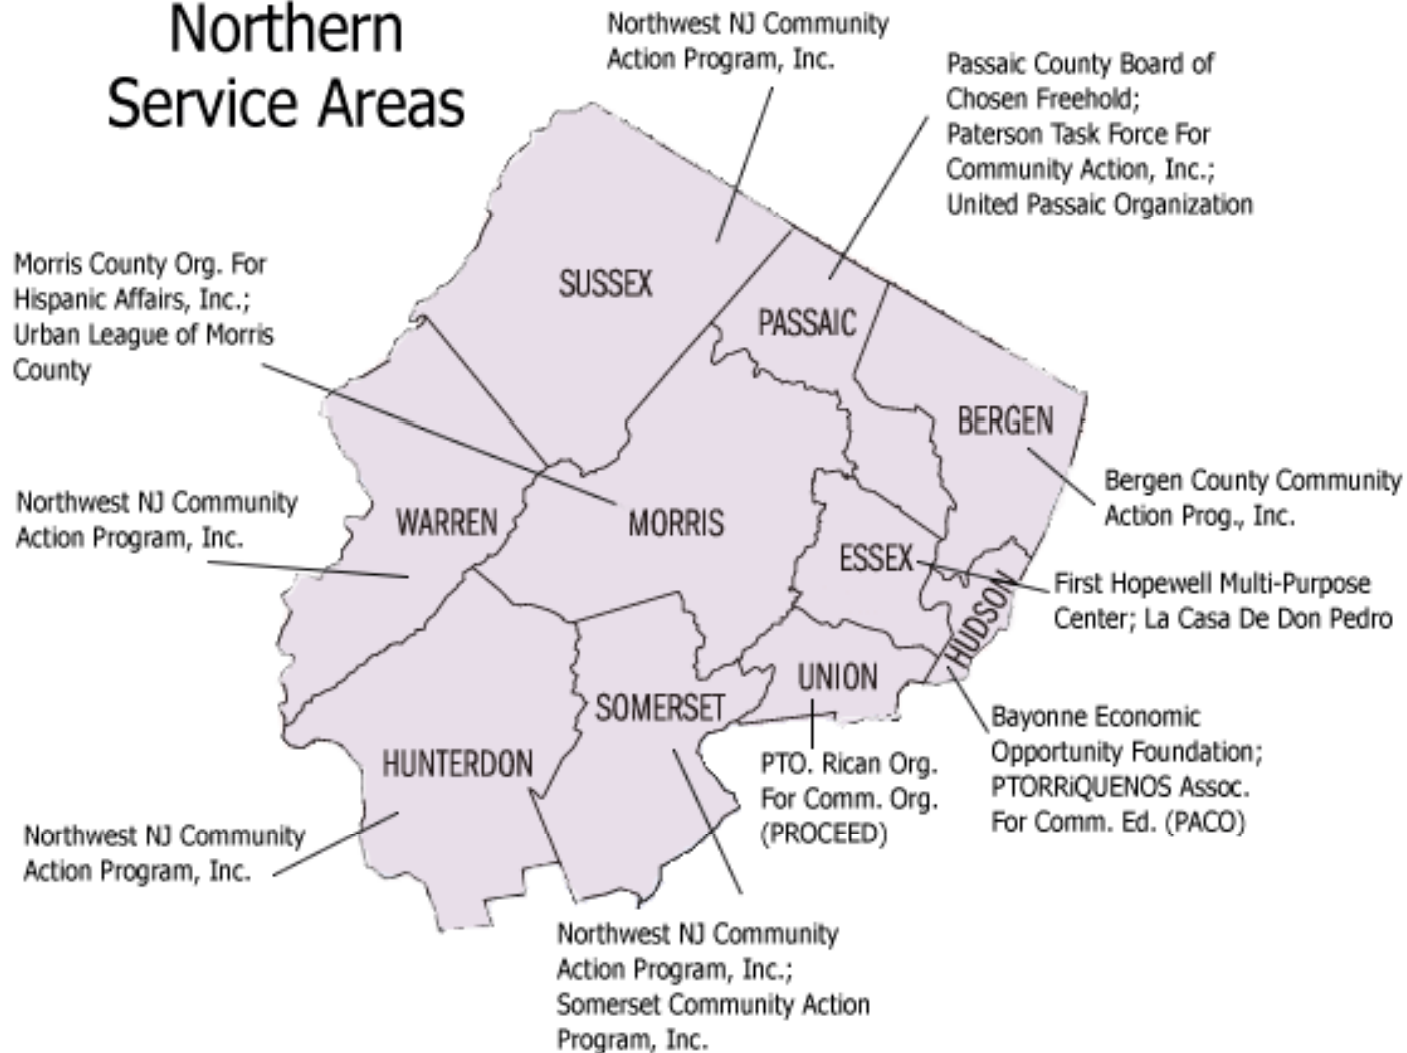 Northern
Service Areas
Northwest NJ Community
Action Program, Inc.
Passaic County Board of
Chosen Freehold;
Paterson Task Force For
Community Action, Inc.;
United Passaic Organization
Morris County Org. For
Hispanic Affairs, Inc.;
Urban League of Morris
County
SUSSEX
PASSAIC
BERGEN
Bergen County Community
Action Prog., Inc.
Northwest NJ Community
Action Program, Inc.
WARREN
MORRIS
ESSEX
HUDSON
First Hopewell Multi-Purpose
Center; La Casa De Don Pedro
UNION
SOMERSET
HUNTERDON
Bayonne Economic
Opportunity Foundation;
PTORRiQUENOS Assoc.
For Comm. Ed. (PACO)
PTO. Rican Org.
For Comm. Org.
(PROCEED)
Northwest NJ Community
Action Program, Inc.
Northwest NJ Community
Action Program, Inc.;
Somerset Community Action
Program, Inc.